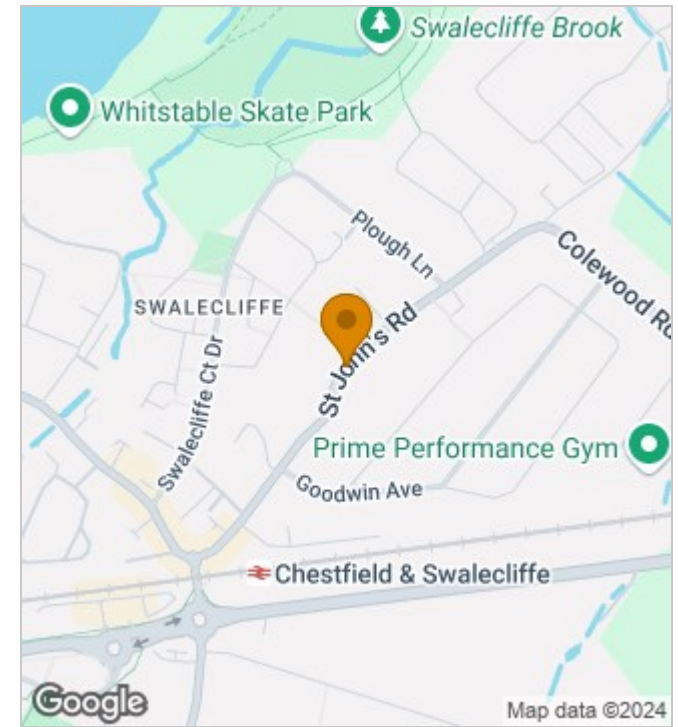 Swalecliffe Brook
Whitstable Skate Park
Plough Ln
Colewood Rd
SWALECLIFFE
St John's Rd
Swalecliffe Ct Dr
Prime Performance Gym
Goodwin Ave
Chestfield & Swalecliffe
Google
Map data ©2024